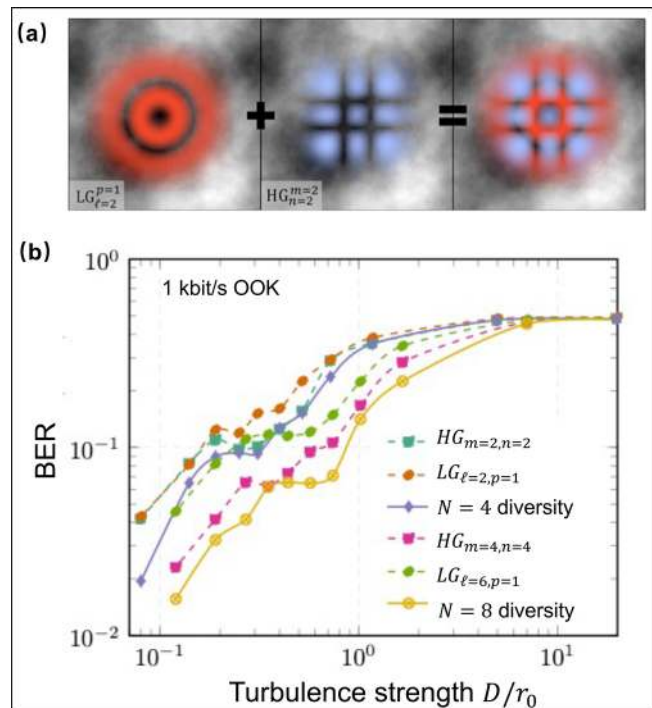 (a)
+
=
LG_{ℓ=2}^{p=1}
HG_{n=2}^{m=2}
(b)
10^0
1 kbit/s OOK
10^{-1}
BER
HG_{m=2,n=2}
LG_{ℓ=2,p=1}
N = 4 diversity
HG_{m=4,n=4}
LG_{ℓ=6,p=1}
N = 8 diversity
10^{-2}
10^{-1}
10^0
10^1
Turbulence strength D/r_0